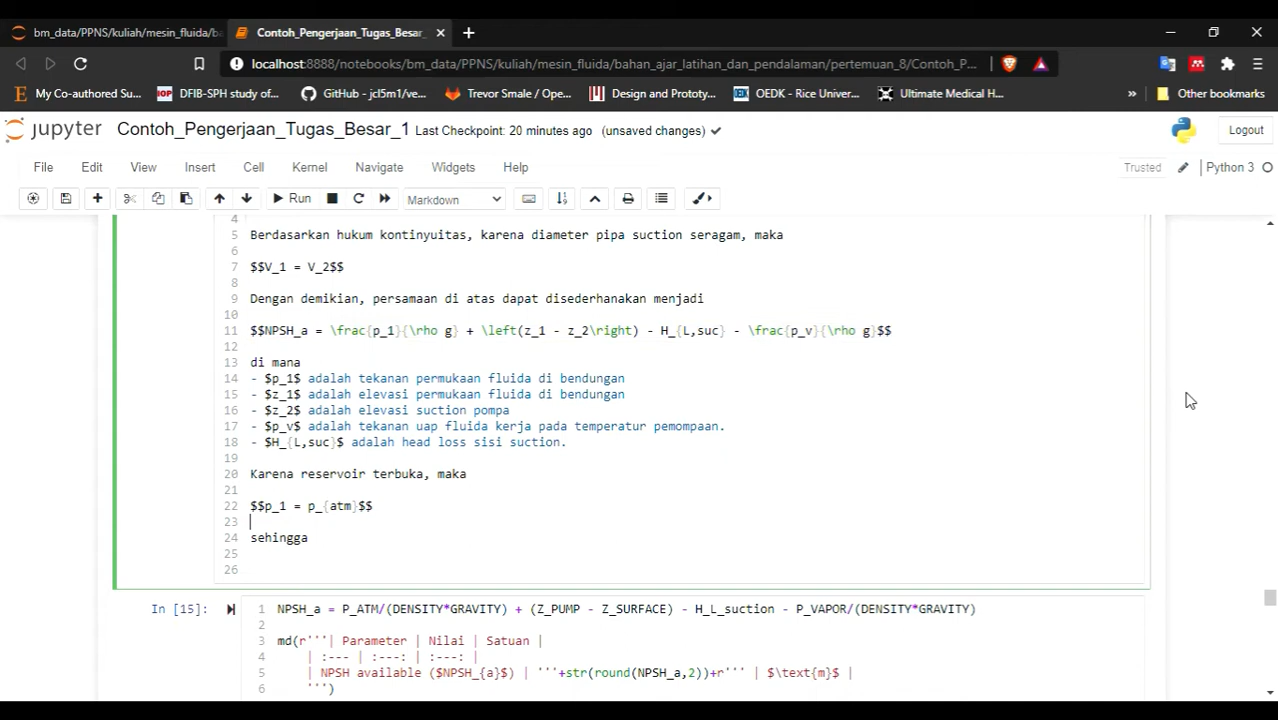 bm_data/PPNS/kuliah/mesin_fluida/ba
Contoh_Pengerjaan_Tugas_Besar_
localhost:8888/notebooks/bm_data/PPNS/kuliah/mesin_fluida/bahan_ajar_latihan_dan_pendalaman/pertemuan_8/Contoh_P...
My Co-authored Su... IOP DFIB-SPH study of... GitHub - jcl5m1/ve... Trevor Smale / Ope... Design and Prototy... OEDK OEDK - Rice Univer... Ultimate Medical H... » Other bookmarks
jupyter Contoh_Pengerjaan_Tugas_Besar_1 Last Checkpoint: 20 minutes ago (unsaved changes) Logout
File Edit View Insert Cell Kernel Navigate Widgets Help Trusted Python 3
Run Markdown
4
5 Berdasarkan hukum kontinyuitas, karena diameter pipa suction seragam, maka
6
7 $$V_1 = V_2$$
8
9 Dengan demikian, persamaan di atas dapat disederhanakan menjadi
10
11 $$NPSH_a = \frac{p_1}{\rho g} + \left(z_1 - z_2\right) - H_{L,suc} - \frac{p_v}{\rho g}$$
12
13 di mana
14 - $p_1$ adalah tekanan permukaan fluida di bendungan
15 - $z_1$ adalah elevasi permukaan fluida di bendungan
16 - $z_2$ adalah elevasi suction pompa
17 - $p_v$ adalah tekanan uap fluida kerja pada temperatur pemompaan.
18 - $H_{L,suc}$ adalah head loss sisi suction.
19
20 Karena reservoir terbuka, maka
21
22 $$p_1 = p_{atm}$$
23
24 sehingga
25
26
In [15]: 1 NPSH_a = P_ATM/(DENSITY*GRAVITY) + (Z_PUMP - Z_SURFACE) - H_L_suction - P_VAPOR/(DENSITY*GRAVITY)
2
3 md(r'''| Parameter | Nilai | Satuan |
4 | :--- | :---: | :---: |
5 | NPSH available ($NPSH_{a}$) | '''+str(round(NPSH_a,2))+r''' | $\text{m}$ |
6 ''')